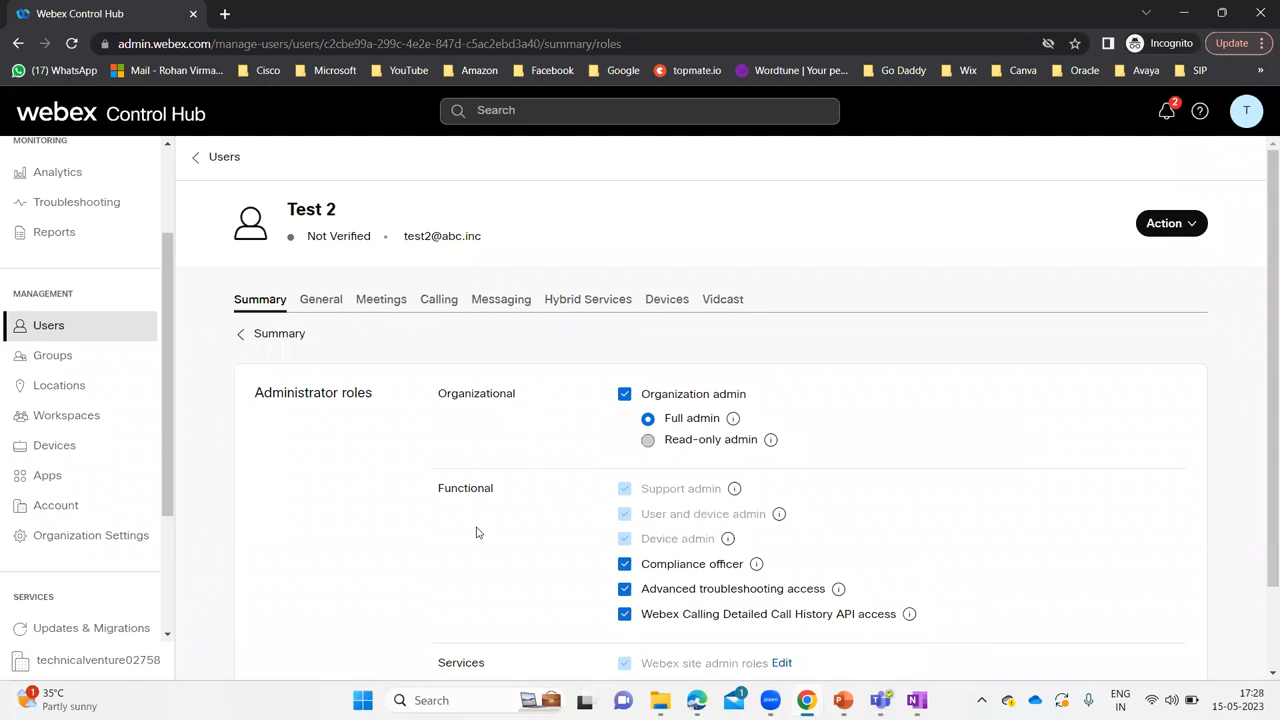 Webex Control Hub
admin.webex.com/manage-users/users/c2cbe99a-299c-4e2e-847d-c5ac2ebd3a40/summary/roles
Incognito
Update
(17) WhatsApp
Mail - Rohan Virma...
Cisco
Microsoft
YouTube
Amazon
Facebook
Google
topmate.io
Wordtune | Your pe...
Go Daddy
Wix
Canva
Oracle
Avaya
SIP
»
webex Control Hub
Search
2
T
MONITORING
Analytics
Troubleshooting
Reports
MANAGEMENT
Users
Groups
Locations
Workspaces
Devices
Apps
Account
Organization Settings
SERVICES
Updates & Migrations
technicalventure02758
Users
Test 2
Not Verified • test2@abc.inc
Action
Summary General Meetings Calling Messaging Hybrid Services Devices Vidcast
Summary
Administrator roles
Organizational
Organization admin
Full admin
Read-only admin
Functional
Support admin
User and device admin
Device admin
Compliance officer
Advanced troubleshooting access
Webex Calling Detailed Call History API access
Services
Webex site admin roles Edit
1
35°C
Partly sunny
Search
1
zoom
ENG
IN
17:28
15-05-2023